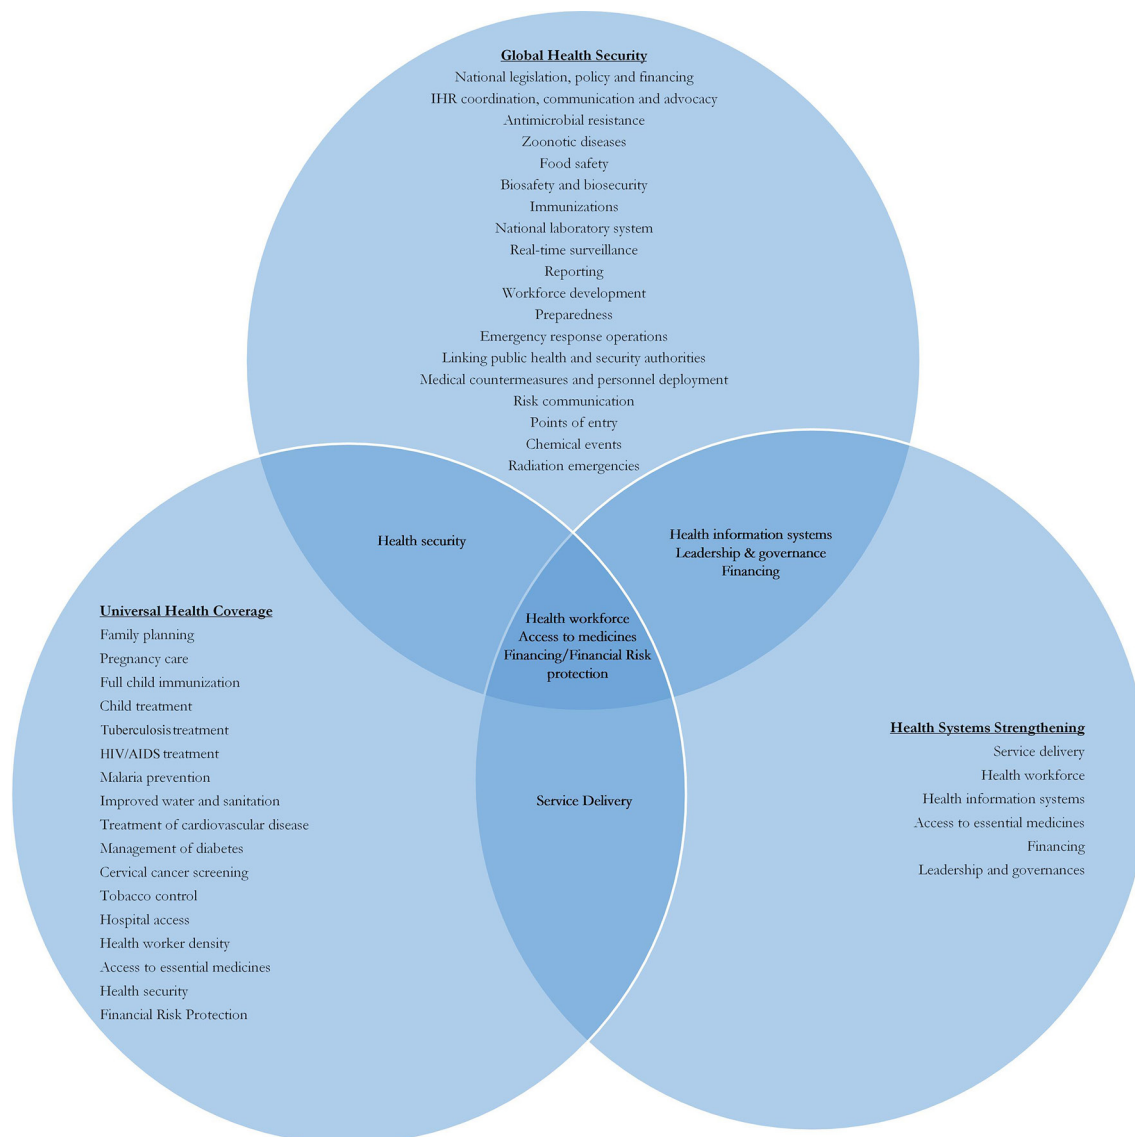 Global Health Security
National legislation, policy and financing
IHR coordination, communication and advocacy
Antimicrobial resistance
Zoonotic diseases
Food safety
Biosafety and biosecurity
Immunizations
National laboratory system
Real-time surveillance
Reporting
Workforce development
Preparedness
Emergency response operations
Linking public health and security authorities
Medical countermeasures and personnel deployment
Risk communication
Points of entry
Chemical events
Radiation emergencies
Health security
Health information systems
Leadership & governance
Financing
Health workforce
Access to medicines
Financing/Financial Risk
protection
Service Delivery
Universal Health Coverage
Family planning
Pregnancy care
Full child immunization
Child treatment
Tuberculosis treatment
HIV/AIDS treatment
Malaria prevention
Improved water and sanitation
Treatment of cardiovascular disease
Management of diabetes
Cervical cancer screening
Tobacco control
Hospital access
Health worker density
Access to essential medicines
Health security
Financial Risk Protection
Health Systems Strengthening
Service delivery
Health workforce
Health information systems
Access to essential medicines
Financing
Leadership and governances